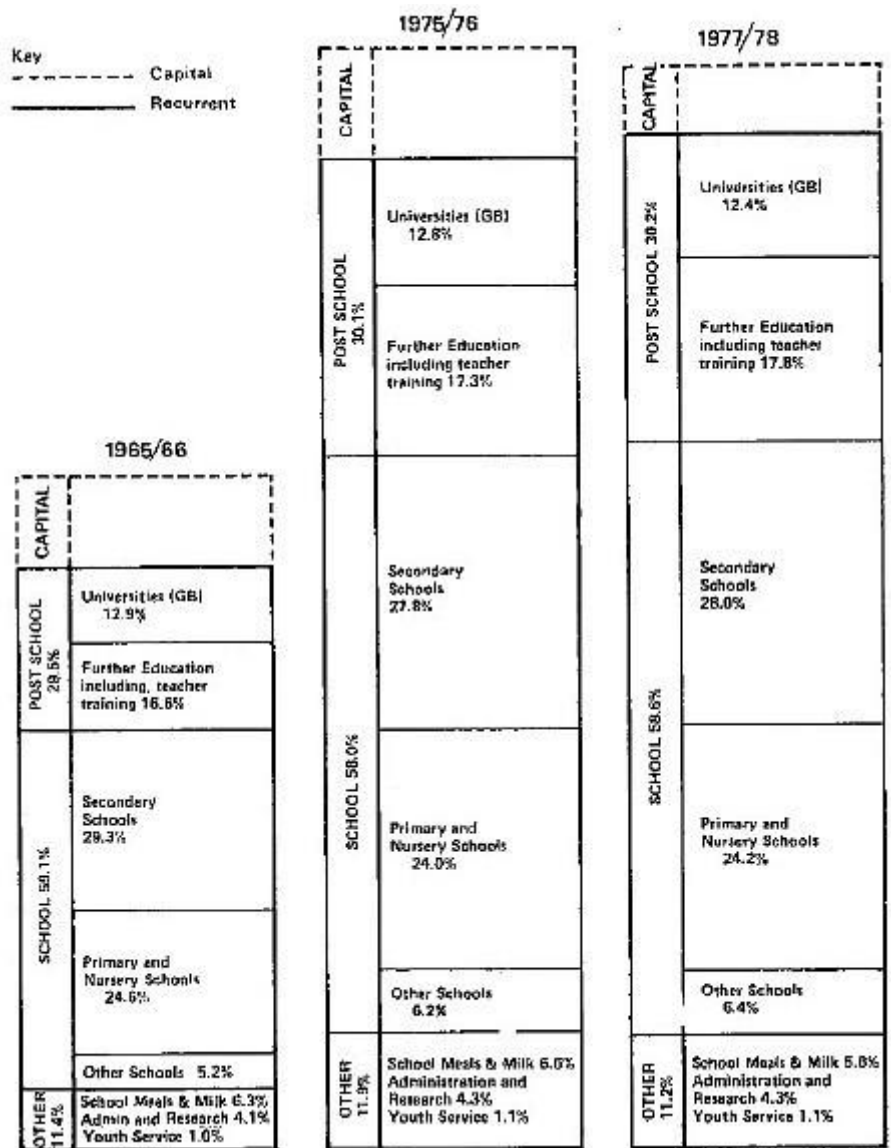 Key
Capital
Recurrent
1965/66
CAPITAL
POST SCHOOL
29.5%
Universities (GB)
12.9%
Further Education
including, teacher
training 16.6%
SCHOOL 59.1%
Secondary
Schools
29.3%
Primary and
Nursery Schools
24.6%
Other Schools 5.2%
OTHER
11.4%
School Meals & Milk 6.3%
Admin and Research 4.1%
Youth Service 1.0%
1975/76
CAPITAL
POST SCHOOL
30.1%
Universities (GB)
12.8%
Further Education
including teacher
training 17.3%
SCHOOL 58.0%
Secondary
Schools
27.8%
Primary and
Nursery Schools
24.0%
Other Schools
6.2%
OTHER
11.9%
School Meals & Milk 6.5%
Administration and
Research 4.3%
Youth Service 1.1%
1977/78
CAPITAL
POST SCHOOL 30.2%
Universities (GB)
12.4%
Further Education
including teacher
training 17.8%
SCHOOL 58.6%
Secondary
Schools
28.0%
Primary and
Nursery Schools
24.2%
Other Schools
6.4%
OTHER
11.2%
School Meals & Milk 5.8%
Administration and
Research 4.3%
Youth Service 1.1%